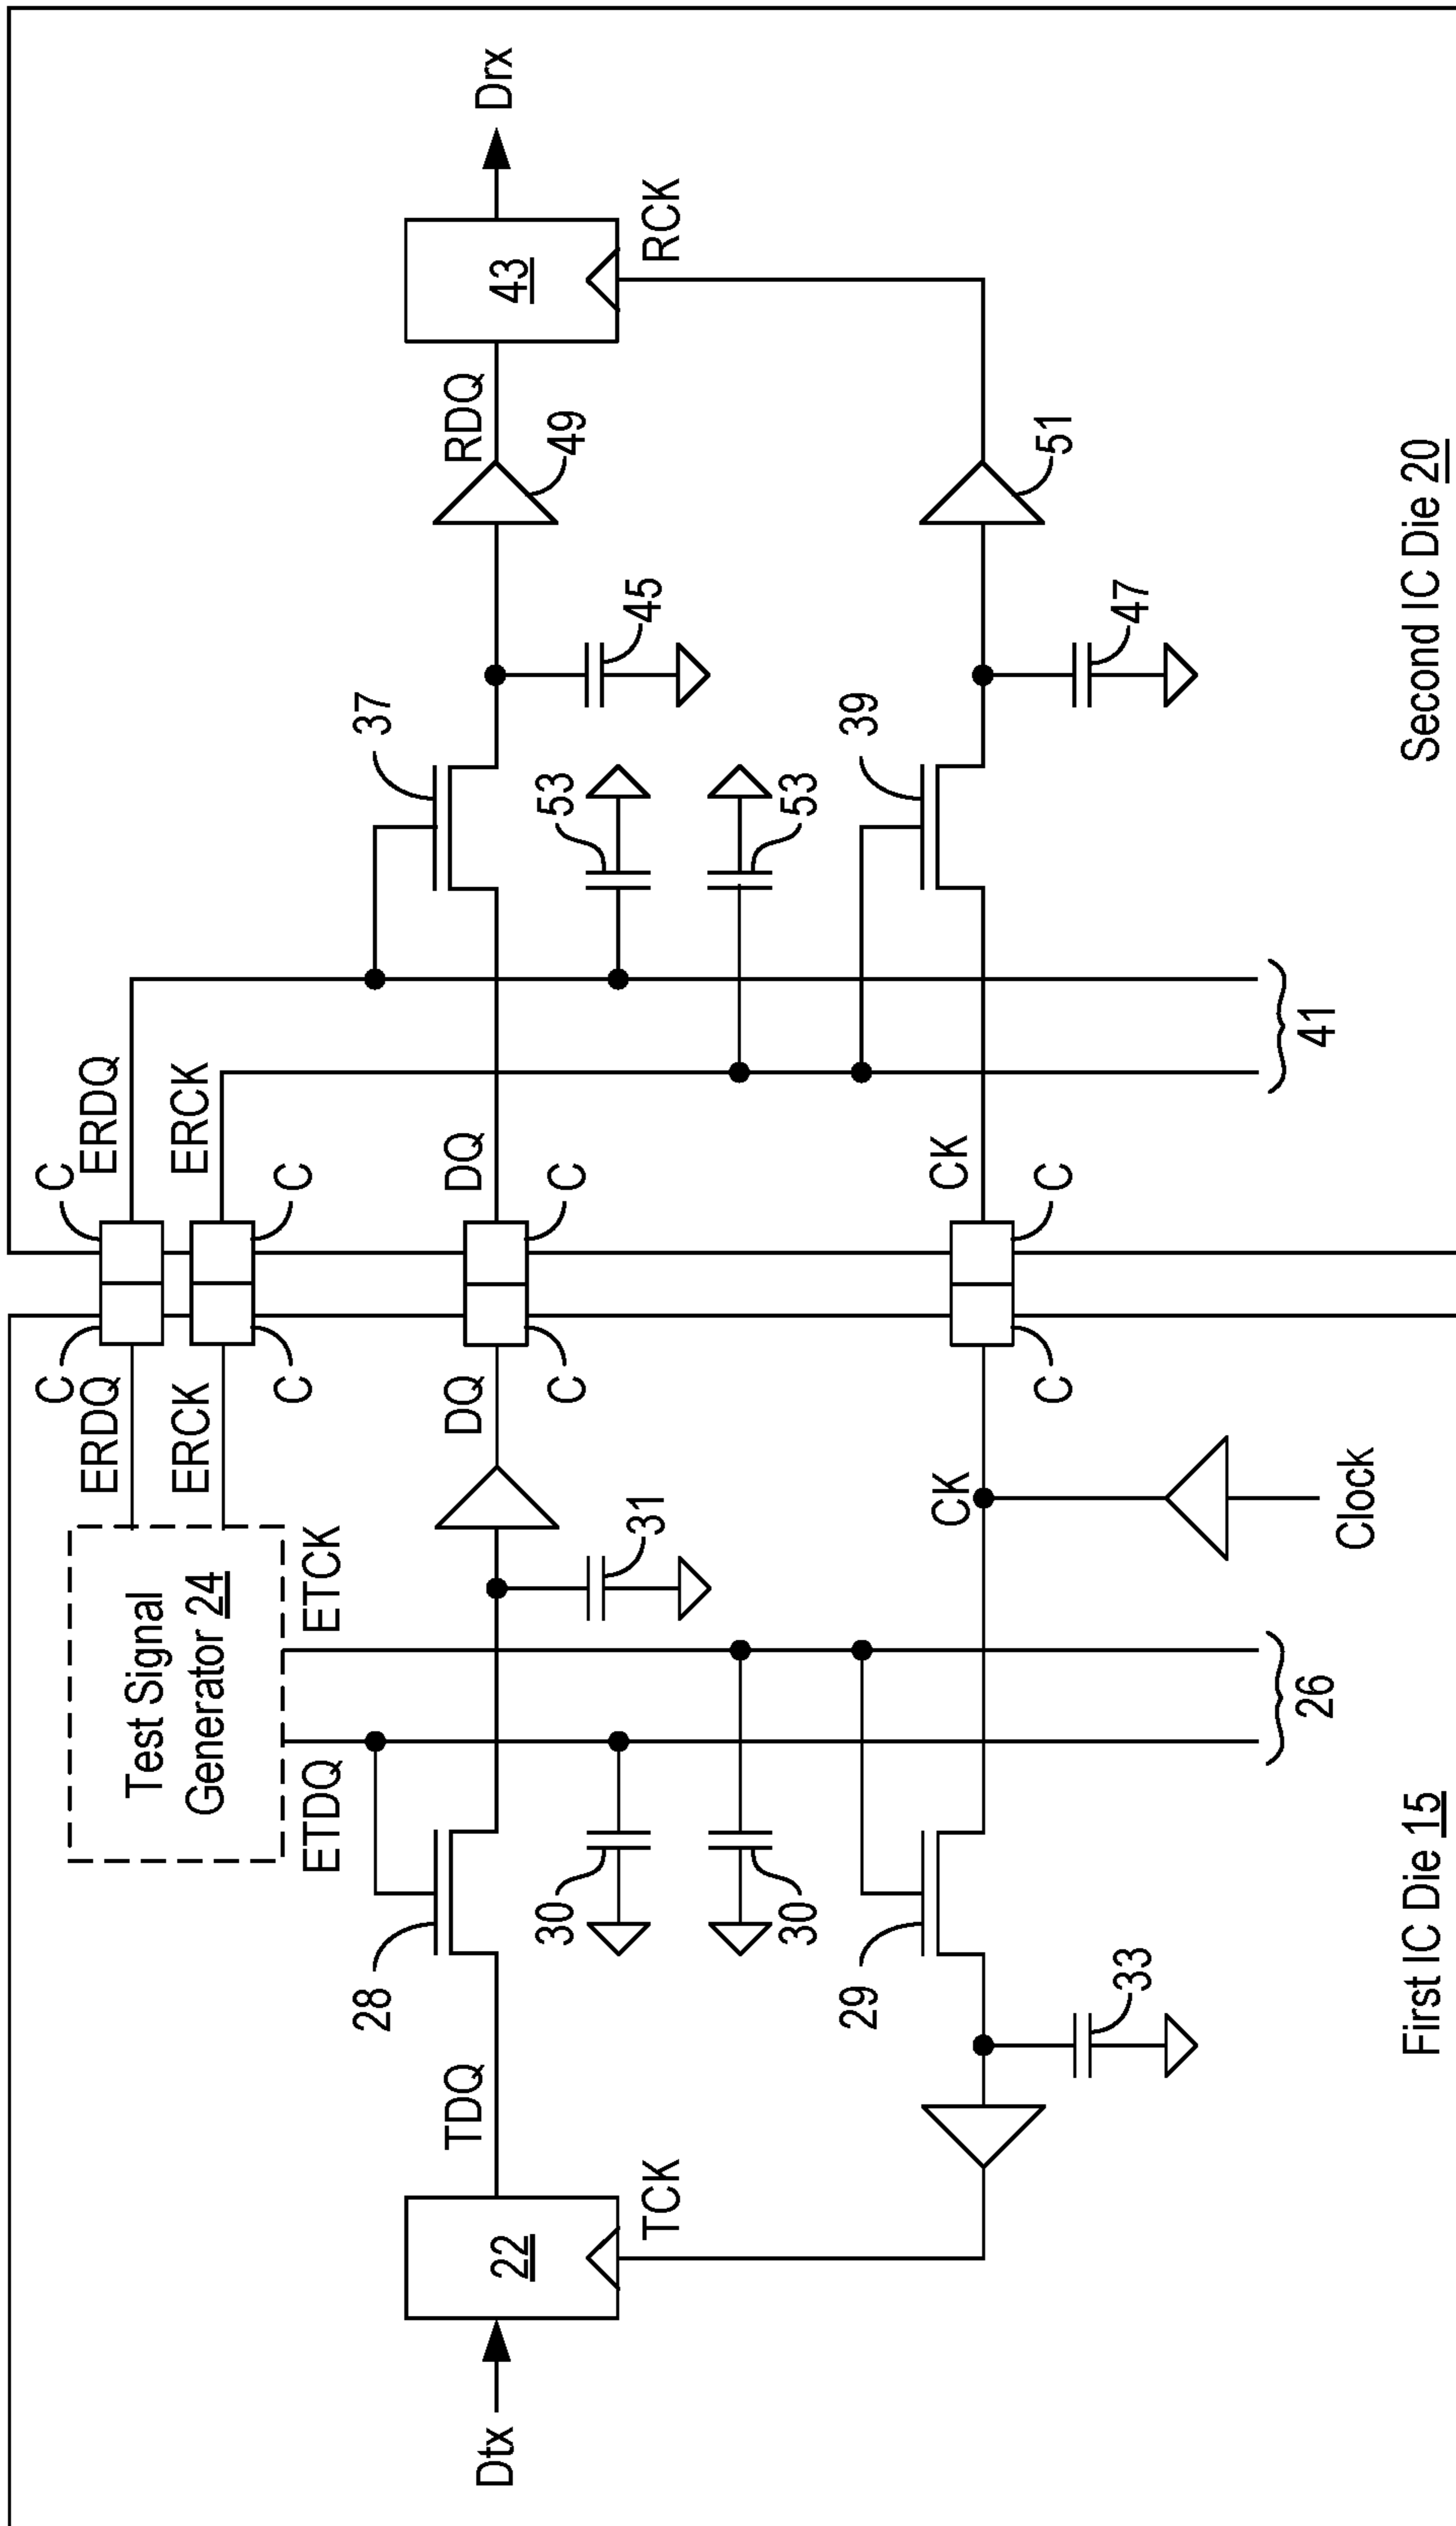 Test Signal
Generator 24
ERDQ
C
C
ERDQ
ERCK
C
C
ERCK
ETDQ
ETCK
28
37
Dtx
22
TDQ
DQ
C
C
DQ
RDQ
43
Drx
TCK
30
31
53
45
49
RCK
30
53
29
39
CK
C
C
CK
33
47
51
26
41
Clock
First IC Die 15
Second IC Die 20